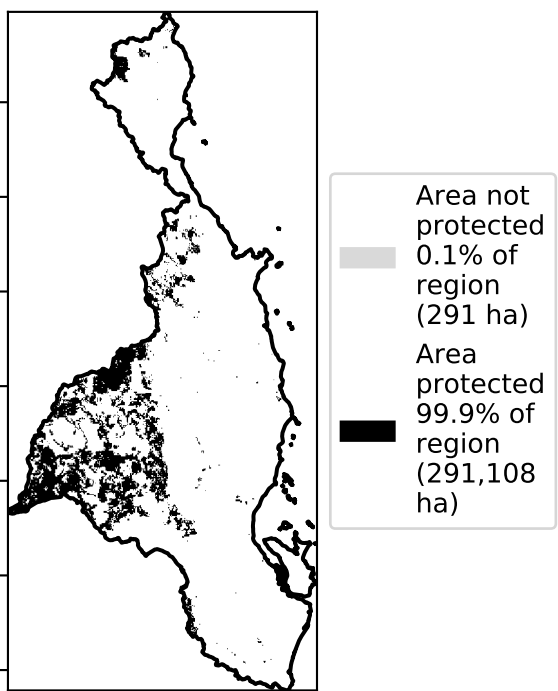 Area not
protected
0.1% of
region
(291 ha)
Area
protected
99.9% of
region
(291,108
ha)